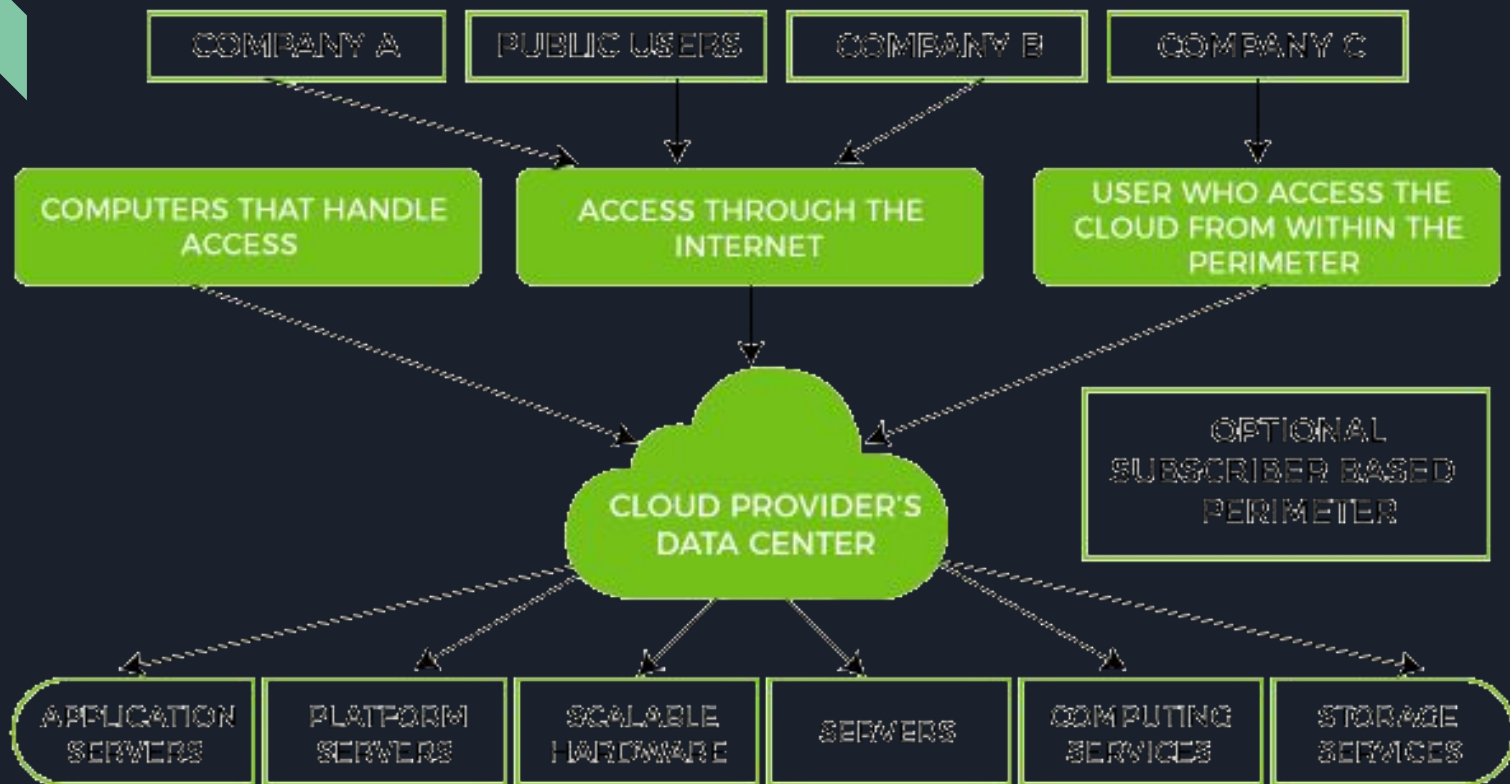 COMPANY A
PUBLIC USERS
COMPANY B
COMPANY C
COMPUTERS THAT HANDLE
ACCESS
ACCESS THROUGH THE
INTERNET
USER WHO ACCESS THE
CLOUD FROM WITHIN THE
PERIMETER
CLOUD PROVIDER'S
DATA CENTER
OPTIONAL
SUBSCRIBER BASED
PERIMETER
APPLICATION
SERVERS
PLATFORM
SERVERS
SCALABLE
HARDWARE
SERVERS
COMPUTING
SERVICES
STORAGE
SERVICES